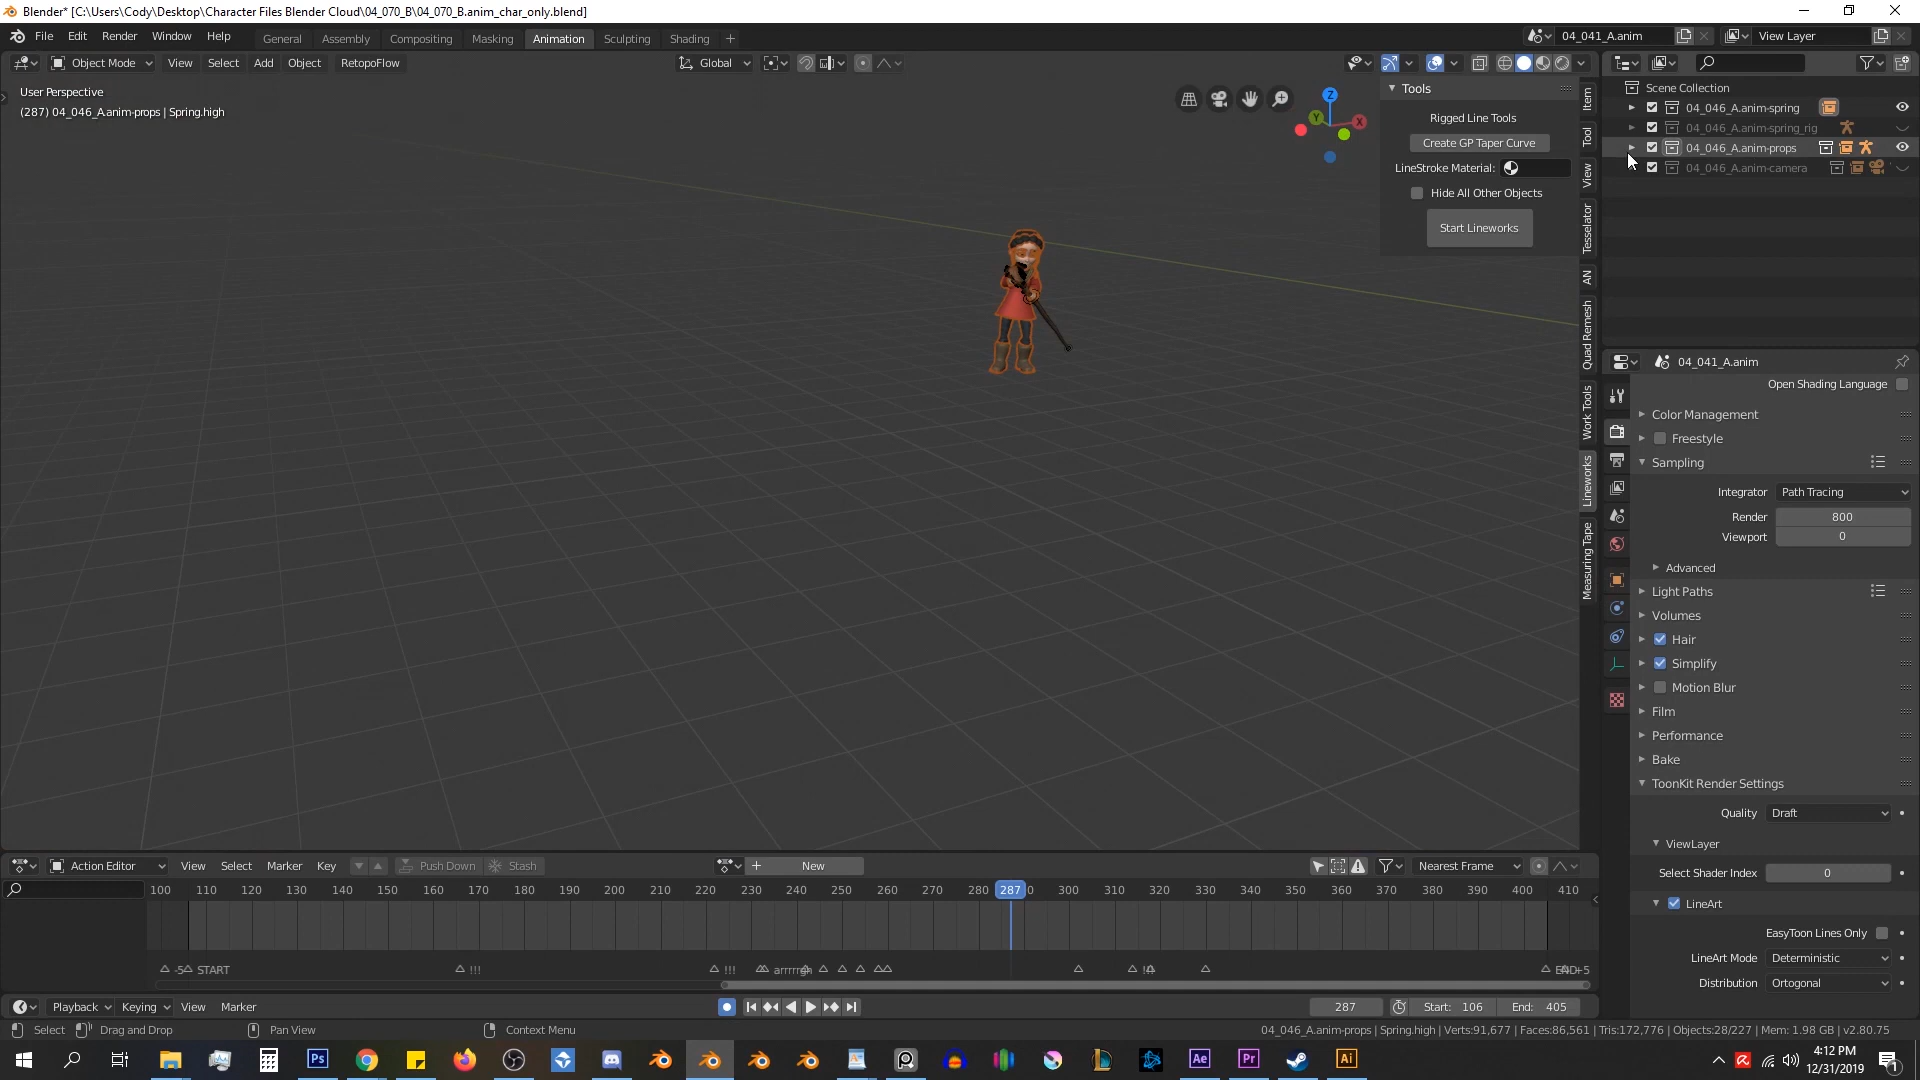 Blender* [C:\Users\Cody\Desktop\Character Files Blender Cloud\04_070_B\04_070_B.anim_char_only.blend]
File Edit Render Window Help General Assembly Compositing Masking Animation Sculpting Shading + 04_041_A.anim View Layer
Object Mode View Select Add Object RetopoFlow Global
User Perspective
(287) 04_046_A.anim-props | Spring.high
Z
Y
X
Tools
Rigged Line Tools
Create GP Taper Curve
LineStroke Material:
Hide All Other Objects
Start Lineworks
Item
Tool
View
Tesselator
AN
Quad Remesh
Work Tools
Lineworks
Measuring Tape
Scene Collection
04_046_A.anim-spring
04_046_A.anim-spring_rig
04_046_A.anim-props
04_046_A.anim-camera
04_041_A.anim
Open Shading Language
Color Management
Freestyle
Sampling
Integrator Path Tracing
Render 800
Viewport 0
Advanced
Light Paths
Volumes
Hair
Simplify
Motion Blur
Film
Performance
Bake
ToonKit Render Settings
Quality Draft
ViewLayer
Select Shader Index 0
LineArt
EasyToon Lines Only
LineArt Mode Deterministic
Distribution Ortogonal
Action Editor View Select Marker Key Push Down Stash + New Nearest Frame
100 110 120 130 140 150 160 170 180 190 200 210 220 230 240 250 260 270 280 287 300 310 320 330 340 350 360 370 380 390 400 410
START !!! !!!
Playback Keying View Marker 287 Start: 106 End: 405
Select Drag and Drop Pan View Context Menu 04_046_A.anim-props | Spring.high | Verts:91,677 | Faces:86,561 | Tris:172,776 | Objects:28/227 | Mem: 1.98 GB | v2.80.75
Ps Ae Pr Ai
4:12 PM
12/31/2019
1